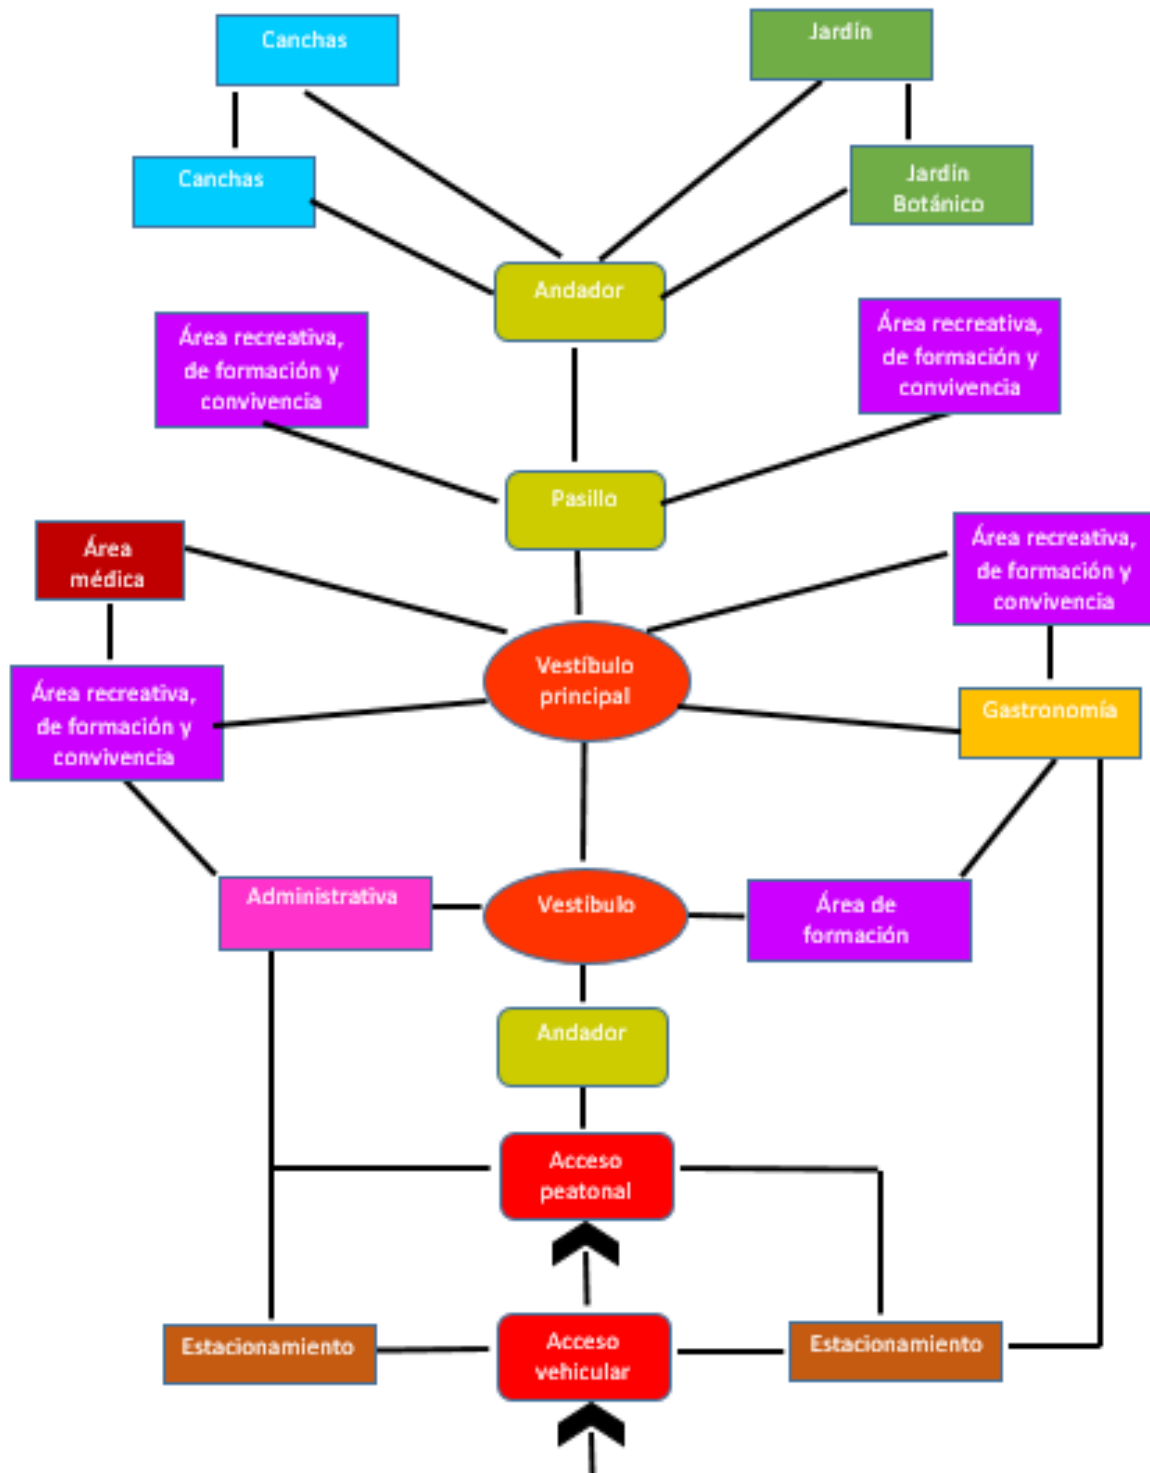 Canchas
Jardín
Canchas
Jardín
Botánico
Andador
Área recreativa,
de formación y
convivencia
Área recreativa,
de formación y
convivencia
Pasillo
Área
médica
Área recreativa,
de formación y
convivencia
Vestíbulo
principal
Área recreativa,
de formación y
convivencia
Gastronomía
Administrativa
Vestíbulo
Área de
formación
Andador
Acceso
peatonal
Estacionamiento
Acceso
vehicular
Estacionamiento